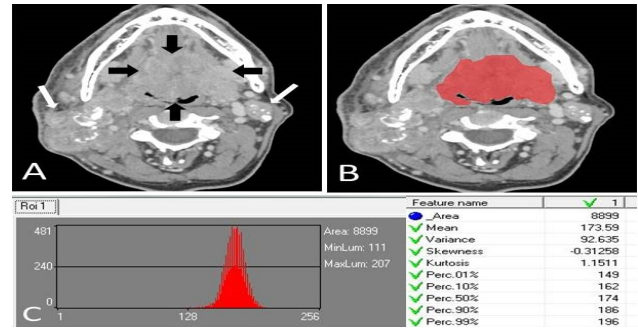 A
B
Roi 1
481
240
0
1
128
256
Area: 8899
MinLum: 111
MaxLum: 207
C
Feature name 1
_Area 8899
Mean 173.59
Variance 92.635
Skewness -0.31258
Kurtosis 1.1511
Perc.01% 149
Perc.10% 162
Perc.50% 174
Perc.90% 186
Perc.99% 196